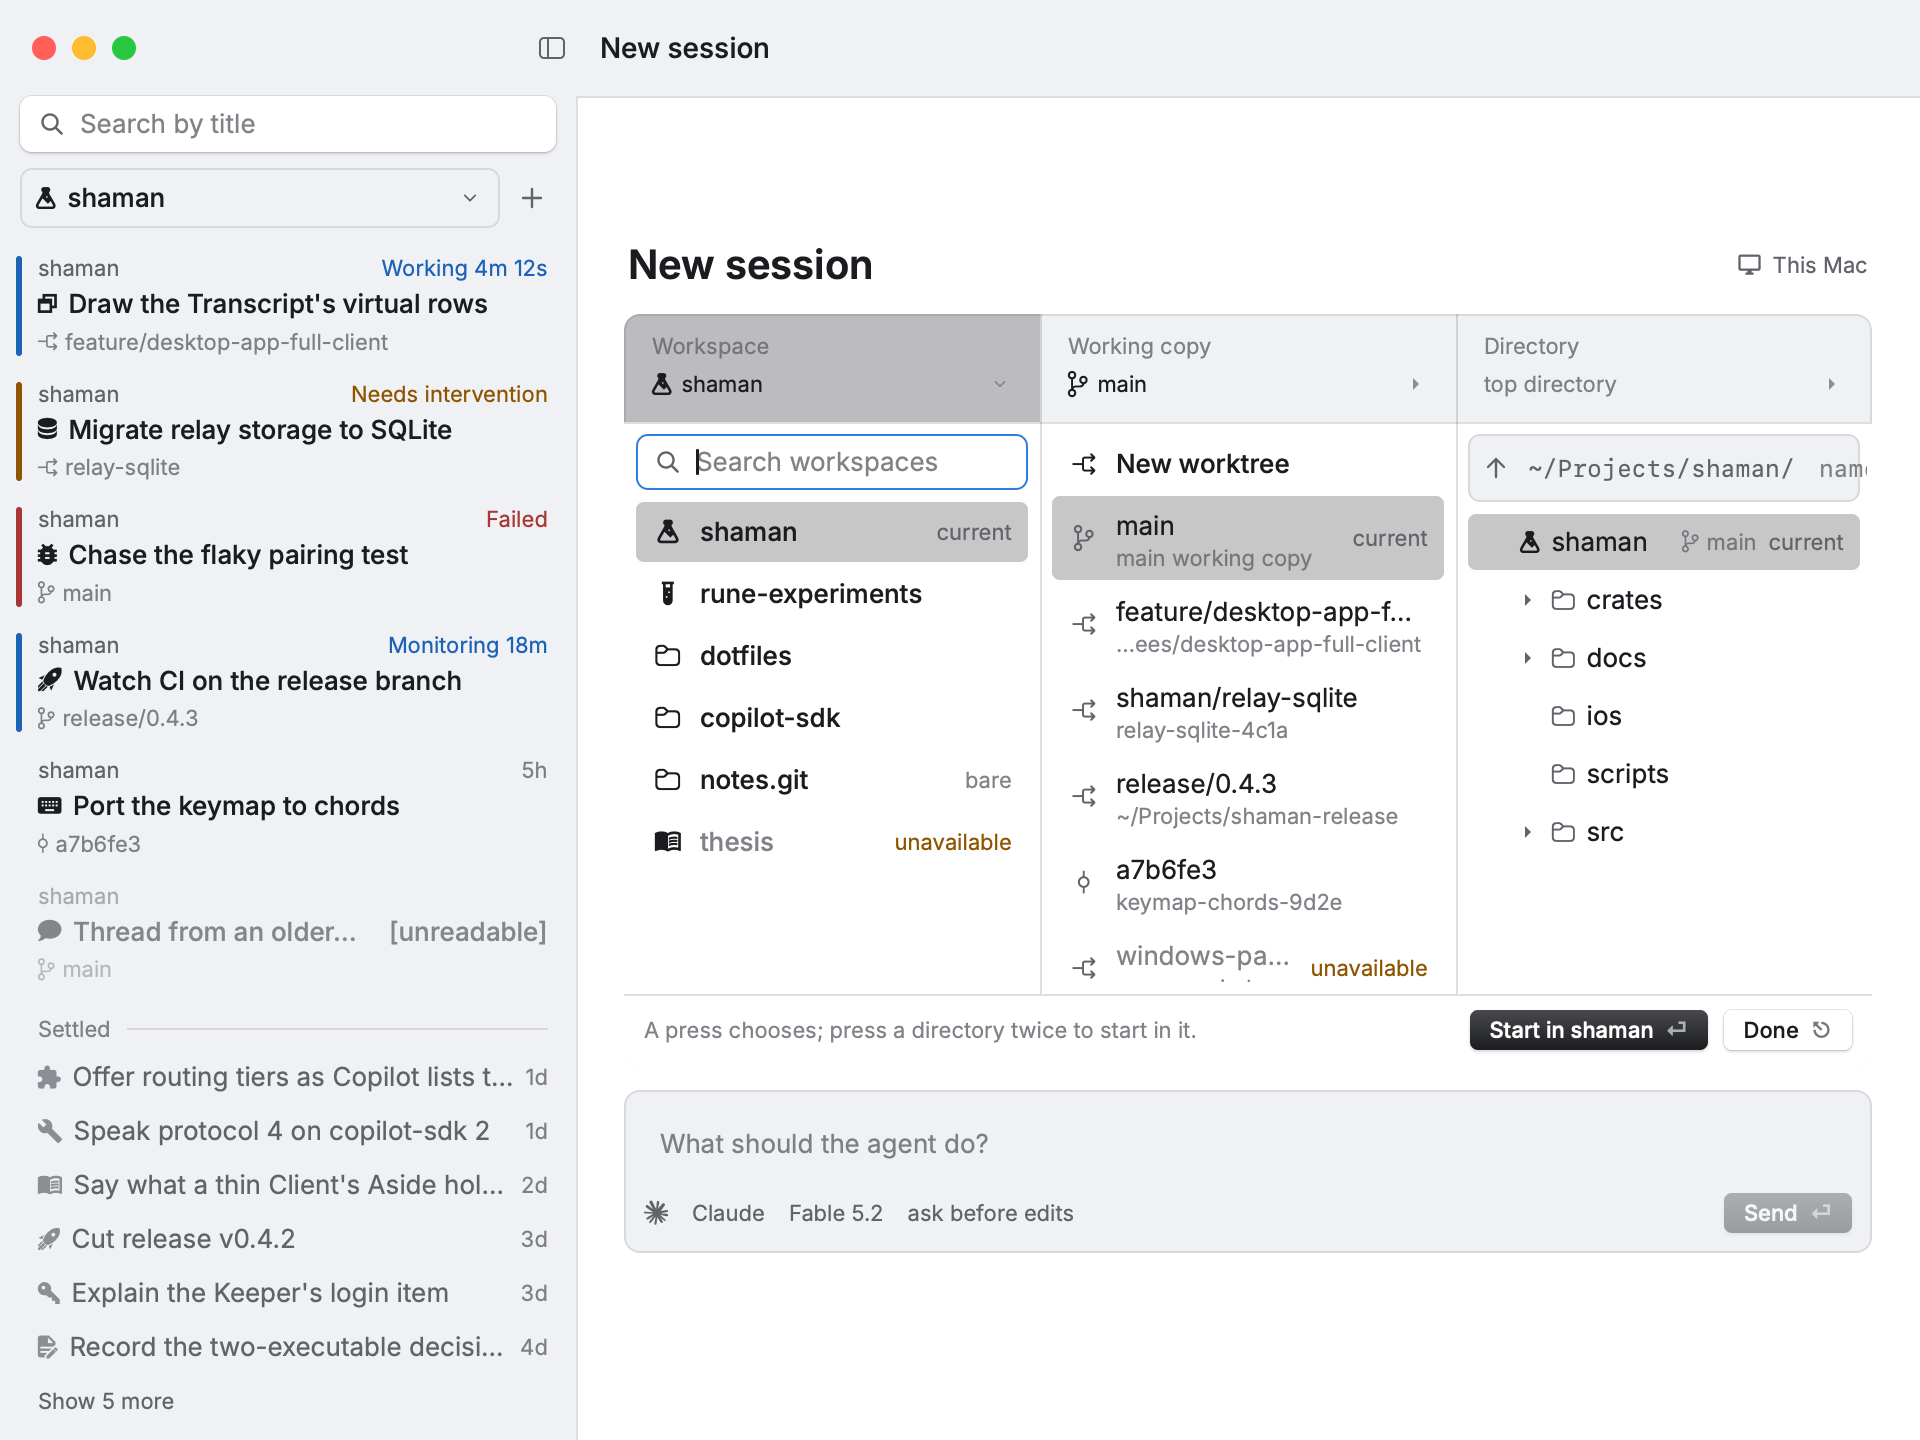 New session
Search by title
shaman
shaman Working 4m 12s
Draw the Transcript's virtual rows
feature/desktop-app-full-client
shaman Needs intervention
Migrate relay storage to SQLite
relay-sqlite
shaman Failed
Chase the flaky pairing test
main
shaman Monitoring 18m
Watch CI on the release branch
release/0.4.3
shaman 5h
Port the keymap to chords
a7b6fe3
shaman
Thread from an older... [unreadable]
main
Settled
Offer routing tiers as Copilot lists t... 1d
Speak protocol 4 on copilot-sdk 2 1d
Say what a thin Client's Aside hol... 2d
Cut release v0.4.2 3d
Explain the Keeper's login item 3d
Record the two-executable decisi... 4d
Show 5 more
New session
This Mac
Workspace
shaman
Search workspaces
shaman current
rune-experiments
dotfiles
copilot-sdk
notes.git bare
thesis unavailable
Working copy
main
New worktree
main current
main working copy
feature/desktop-app-f...
...ees/desktop-app-full-client
shaman/relay-sqlite
relay-sqlite-4c1a
release/0.4.3
~/Projects/shaman-release
a7b6fe3
keymap-chords-9d2e
windows-pa... unavailable
Directory
top directory
~/Projects/shaman/
shaman main current
crates
docs
ios
scripts
src
A press chooses; press a directory twice to start in it.
Start in shaman
Done
What should the agent do?
Claude Fable 5.2 ask before edits
Send